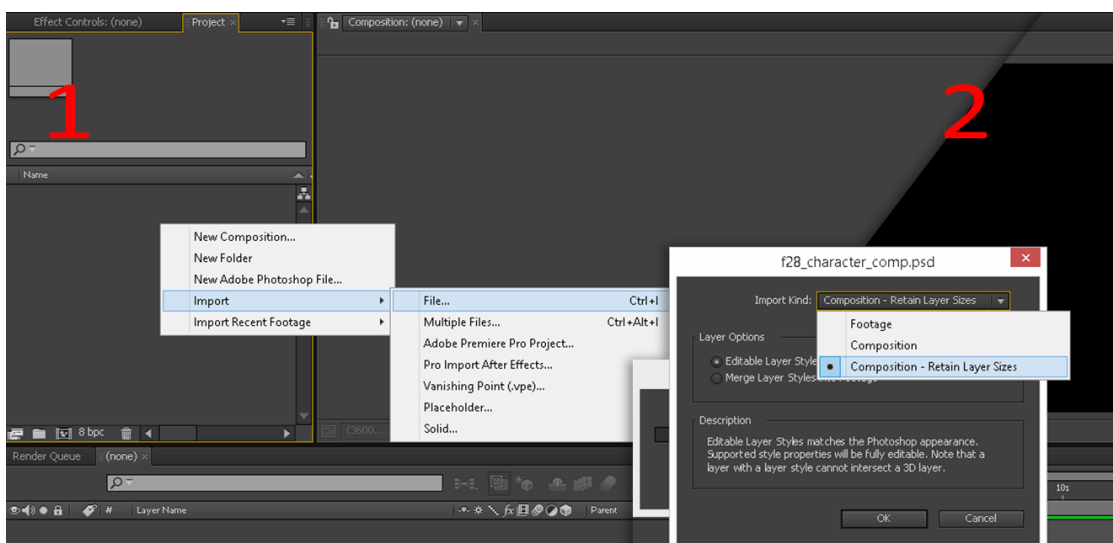 Effect Controls: (none)
Project
Composition: (none)
1
2
Name
New Composition...
New Folder
New Adobe Photoshop File...
Import
Import Recent Footage
File... Ctrl+I
Multiple Files... Ctrl+Alt+I
Adobe Premiere Pro Project...
Pro Import After Effects...
Vanishing Point (.vpe)...
Placeholder...
Solid...
f28_character_comp.psd
Import Kind: Composition - Retain Layer Sizes
Footage
Composition
Composition - Retain Layer Sizes
Layer Options
Editable Layer Style
Merge Layer Styles
Footage
Description
Editable Layer Styles matches the Photoshop appearance.
Supported style properties will be fully editable. Note that a
layer with a layer style cannot intersect a 3D layer.
OK Cancel
8 bpc
(3600...
Render Queue
(none)
# Layer Name
Parent
10s